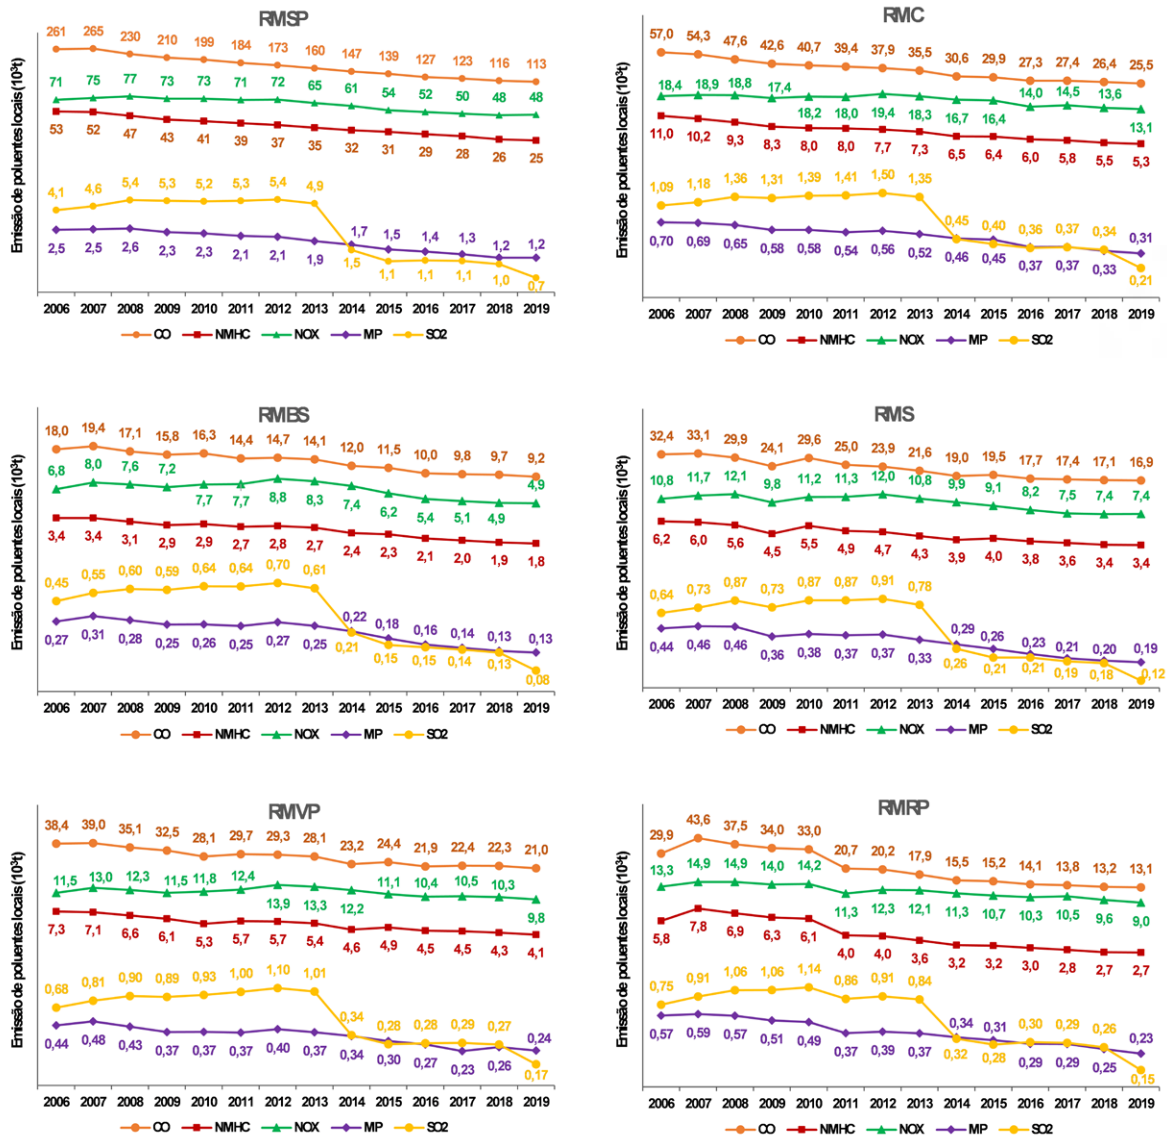 RMSP
Emissão de poluentes locais (10³t)
261 265 230 210 199 184 173 160 147 139 127 123 116 113
71 75 77 73 73 71 72 65 61 54 52 50 48 48
53 52 47 43 41 39 37 35 32 31 29 28 26 25
4,1 4,6 5,4 5,3 5,2 5,3 5,4 4,9 1,5 1,1 1,1 1,1 1,0 0,7
2,5 2,5 2,6 2,3 2,3 2,1 2,1 1,9 1,7 1,5 1,4 1,3 1,2 1,2
2006 2007 2008 2009 2010 2011 2012 2013 2014 2015 2016 2017 2018 2019
CO NMHC NOX MP SO2
RMC
Emissão de poluentes locais (10³t)
57,0 54,3 47,6 42,6 40,7 39,4 37,9 35,5 30,6 29,9 27,3 27,4 26,4 25,5
18,4 18,9 18,8 17,4 18,2 18,0 19,4 18,3 16,7 16,4 14,0 14,5 13,6 13,1
11,0 10,2 9,3 8,3 8,0 8,0 7,7 7,3 6,5 6,4 6,0 5,8 5,5 5,3
1,09 1,18 1,36 1,31 1,39 1,41 1,50 1,35 0,45 0,40 0,36 0,37 0,34 0,21
0,70 0,69 0,65 0,58 0,58 0,54 0,56 0,52 0,46 0,45 0,37 0,37 0,33 0,31
2006 2007 2008 2009 2010 2011 2012 2013 2014 2015 2016 2017 2018 2019
CO NMHC NOX MP SO2
RMBS
Emissão de poluentes locais (10³t)
18,0 19,4 17,1 15,8 16,3 14,4 14,7 14,1 12,0 11,5 10,0 9,8 9,7 9,2
6,8 8,0 7,6 7,2 7,7 7,7 8,8 8,3 7,4 6,2 5,4 5,1 4,9 4,9
3,4 3,4 3,1 2,9 2,9 2,7 2,8 2,7 2,4 2,3 2,1 2,0 1,9 1,8
0,45 0,55 0,60 0,59 0,64 0,64 0,70 0,61 0,21 0,15 0,15 0,14 0,13 0,08
0,27 0,31 0,28 0,25 0,26 0,25 0,27 0,25 0,22 0,18 0,16 0,14 0,13 0,13
2006 2007 2008 2009 2010 2011 2012 2013 2014 2015 2016 2017 2018 2019
CO NMHC NOX MP SO2
RMS
Emissão de poluentes locais (10³t)
32,4 33,1 29,9 24,1 29,6 25,0 23,9 21,6 19,0 19,5 17,7 17,4 17,1 16,9
10,8 11,7 12,1 9,8 11,2 11,3 12,0 10,8 9,9 9,1 8,2 7,5 7,4 7,4
6,2 6,0 5,6 4,5 5,5 4,9 4,7 4,3 3,9 4,0 3,8 3,6 3,4 3,4
0,64 0,73 0,87 0,73 0,87 0,87 0,91 0,78 0,26 0,21 0,21 0,19 0,18 0,12
0,44 0,46 0,46 0,36 0,38 0,37 0,37 0,33 0,29 0,26 0,23 0,21 0,20 0,19
2006 2007 2008 2009 2010 2011 2012 2013 2014 2015 2016 2017 2018 2019
CO NMHC NOX MP SO2
RMVP
Emissão de poluentes locais (10³t)
38,4 39,0 35,1 32,5 28,1 29,7 29,3 28,1 23,2 24,4 21,9 22,4 22,3 21,0
11,5 13,0 12,3 11,5 11,8 12,4 13,9 13,3 12,2 11,1 10,4 10,5 10,3 9,8
7,3 7,1 6,6 6,1 5,3 5,7 5,7 5,4 4,6 4,9 4,5 4,5 4,3 4,1
0,68 0,81 0,90 0,89 0,93 1,00 1,10 1,01 0,34 0,28 0,28 0,29 0,27 0,17
0,44 0,48 0,43 0,37 0,37 0,37 0,40 0,37 0,34 0,30 0,27 0,23 0,26 0,24
2006 2007 2008 2009 2010 2011 2012 2013 2014 2015 2016 2017 2018 2019
CO NMHC NOX MP SO2
RMRP
Emissão de poluentes locais (10³t)
29,9 43,6 37,5 34,0 33,0 20,7 20,2 17,9 15,5 15,2 14,1 13,8 13,2 13,1
13,3 14,9 14,9 14,0 14,2 11,3 12,3 12,1 11,3 10,7 10,3 10,5 9,6 9,0
5,8 7,8 6,9 6,3 6,1 4,0 4,0 3,6 3,2 3,2 3,0 2,8 2,7 2,7
0,75 0,91 1,06 1,06 1,14 0,86 0,91 0,84 0,32 0,28 0,30 0,29 0,26 0,15
0,57 0,59 0,57 0,51 0,49 0,37 0,39 0,37 0,34 0,31 0,29 0,29 0,25 0,23
2006 2007 2008 2009 2010 2011 2012 2013 2014 2015 2016 2017 2018 2019
CO NMHC NOX MP SO2